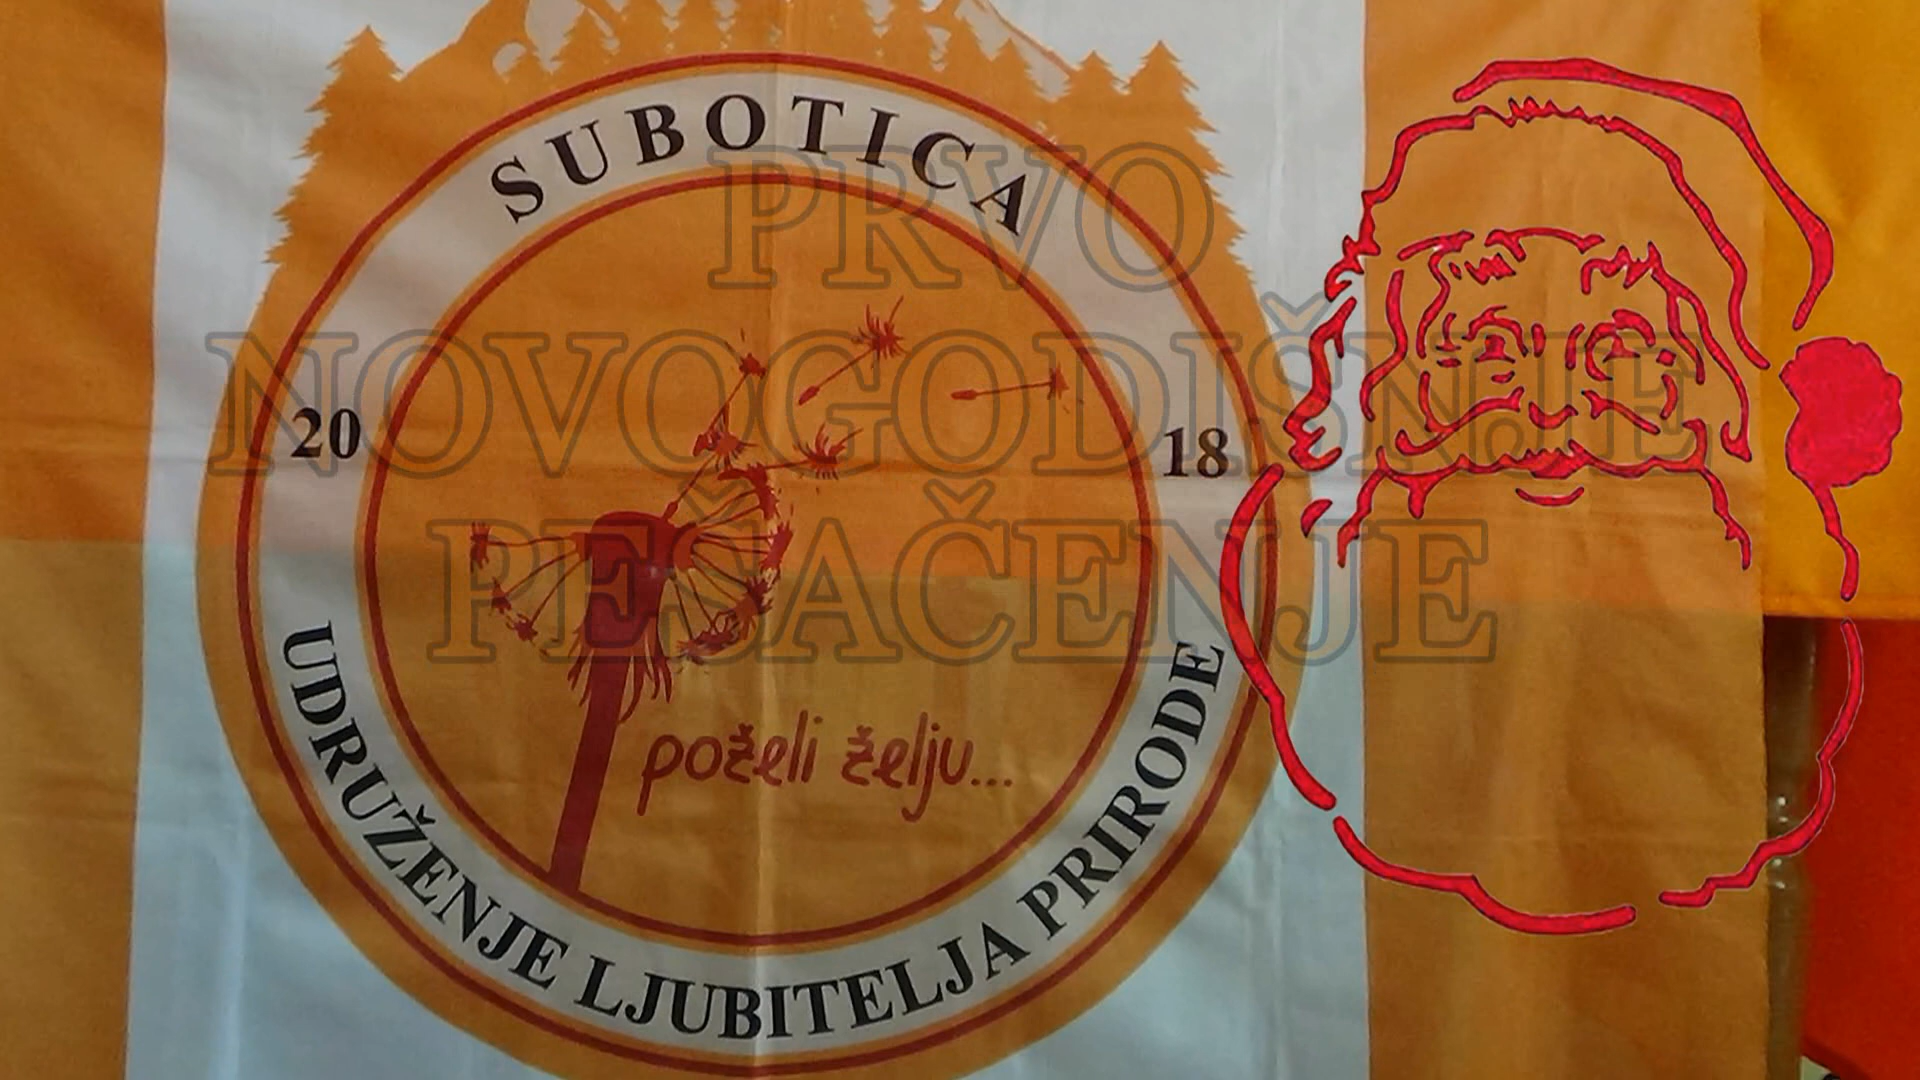 SUBOTICA
PRVO
NOVOGODIŠNJE
20 18
PEŠAČENJE
poželi želju...
UDRUŽENJE LJUBITELJA PRIRODE